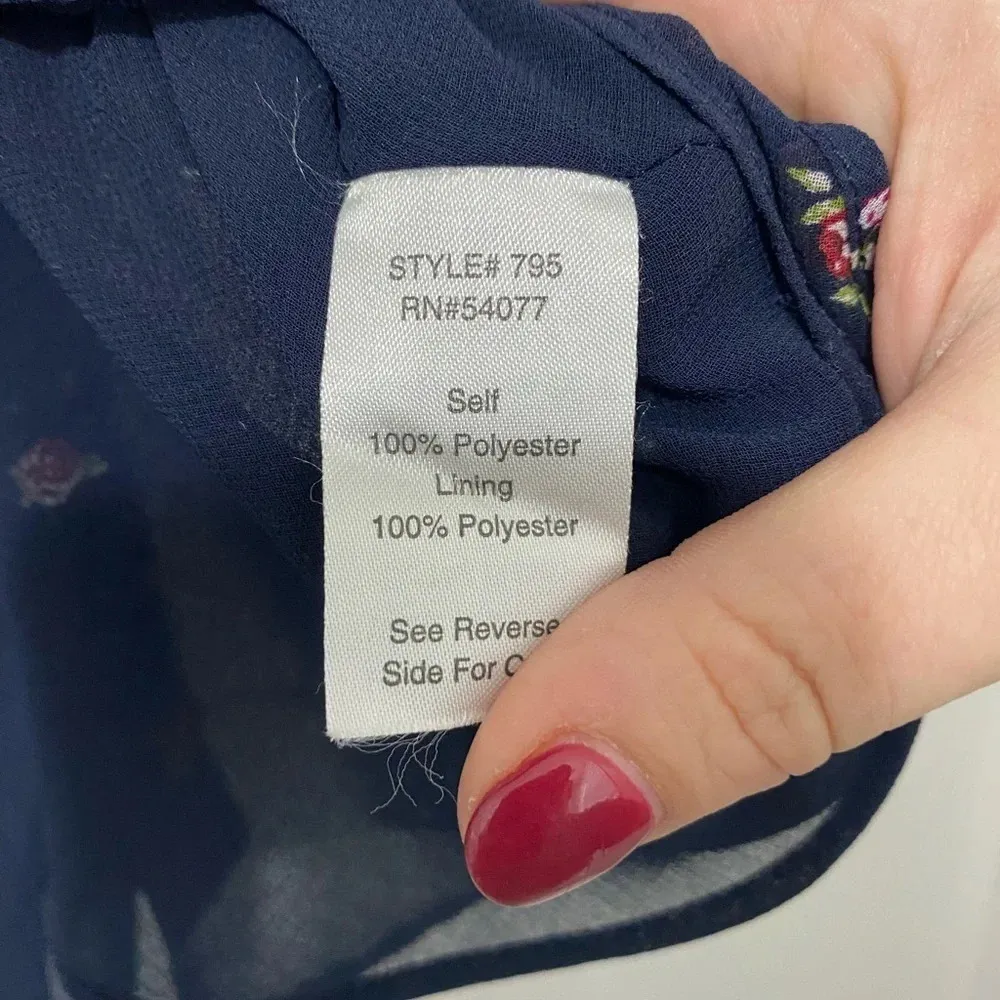 STYLE# 795
RN#54077
Self
100% Polyester
Lining
100% Polyester
See Reverse
Side For